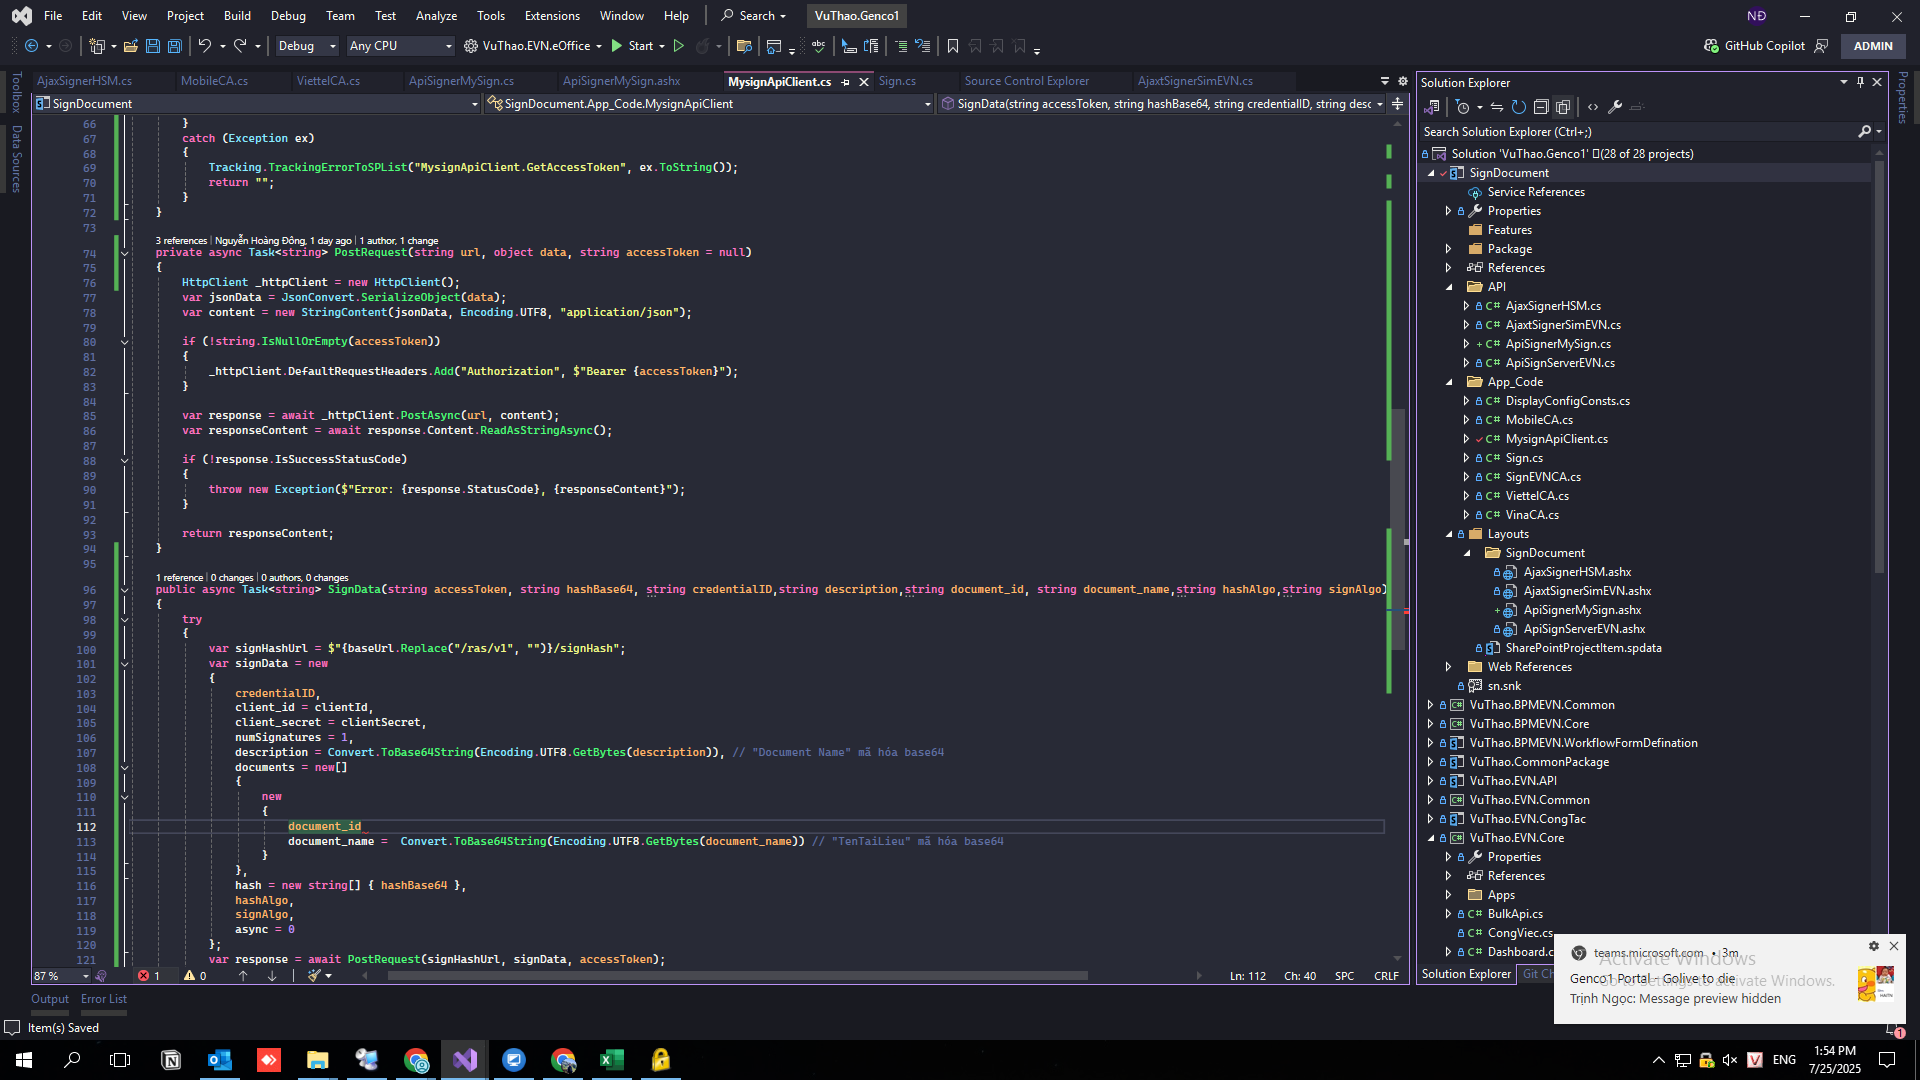 File Edit View Project Build Debug Team Test Analyze Tools Extensions Window Help Search VuThao.Genco1 NĐ
Debug Any CPU VuThao.EVN.eOffice Start GitHub Copilot ADMIN
AjaxSignerHSM.cs MobileCA.cs ViettelCA.cs ApiSignerMySign.cs ApiSignerMySign.ashx MysignApiClient.cs Sign.cs Source Control Explorer AjaxtSignerSimEVN.cs
SignDocument SignDocument.App_Code.MysignApiClient SignData(string accessToken, string hashBase64, string credentialID, string desc
Toolbox
Data Sources
66 }
67 catch (Exception ex)
68 {
69 Tracking.TrackingErrorToSPList("MysignApiClient.GetAccessToken", ex.ToString());
70 return "";
71 }
72 }
73
3 references | Nguyễn Hoàng Đông, 1 day ago | 1 author, 1 change
74 private async Task<string> PostRequest(string url, object data, string accessToken = null)
75 {
76 HttpClient _httpClient = new HttpClient();
77 var jsonData = JsonConvert.SerializeObject(data);
78 var content = new StringContent(jsonData, Encoding.UTF8, "application/json");
79
80 if (!string.IsNullOrEmpty(accessToken))
81 {
82 _httpClient.DefaultRequestHeaders.Add("Authorization", $"Bearer {accessToken}");
83 }
84
85 var response = await _httpClient.PostAsync(url, content);
86 var responseContent = await response.Content.ReadAsStringAsync();
87
88 if (!response.IsSuccessStatusCode)
89 {
90 throw new Exception($"Error: {response.StatusCode}, {responseContent}");
91 }
92
93 return responseContent;
94 }
95
1 reference | 0 changes | 0 authors, 0 changes
96 public async Task<string> SignData(string accessToken, string hashBase64, string credentialID,string description,string document_id, string document_name,string hashAlgo,string signAlgo)
97 {
98 try
99 {
100 var signHashUrl = $"{baseUrl.Replace("/ras/v1", "")}/signHash";
101 var signData = new
102 {
103 credentialID,
104 client_id = clientId,
105 client_secret = clientSecret,
106 numSignatures = 1,
107 description = Convert.ToBase64String(Encoding.UTF8.GetBytes(description)), // "Document Name" mã hóa base64
108 documents = new[]
109 {
110 new
111 {
112 document_id
113 document_name = Convert.ToBase64String(Encoding.UTF8.GetBytes(document_name)) // "TenTaiLieu" mã hóa base64
114 }
115 },
116 hash = new string[] { hashBase64 },
117 hashAlgo,
118 signAlgo,
119 async = 0
120 };
121 var response = await PostRequest(signHashUrl, signData, accessToken);
87 % 1 0 Ln: 112 Ch: 40 SPC CRLF
Output Error List
Item(s) Saved
Solution Explorer
Search Solution Explorer (Ctrl+;)
Solution 'VuThao.Genco1' (28 of 28 projects)
SignDocument
Service References
Properties
Features
Package
References
API
AjaxSignerHSM.cs
AjaxtSignerSimEVN.cs
ApiSignerMySign.cs
ApiSignServerEVN.cs
App_Code
DisplayConfigConsts.cs
MobileCA.cs
MysignApiClient.cs
Sign.cs
SignEVNCA.cs
ViettelCA.cs
VinaCA.cs
Layouts
SignDocument
AjaxSignerHSM.ashx
AjaxtSignerSimEVN.ashx
ApiSignerMySign.ashx
ApiSignServerEVN.ashx
SharePointProjectItem.spdata
Web References
sn.snk
VuThao.BPMEVN.Common
VuThao.BPMEVN.Core
VuThao.BPMEVN.WorkflowFormDefination
VuThao.CommonPackage
VuThao.EVN.API
VuThao.EVN.Common
VuThao.EVN.CongTac
VuThao.EVN.Core
Properties
References
Apps
BulkApi.cs
CongViec.cs
Dashboard.c
Solution Explorer Git Ch
Properties
teams.microsoft.com • 3m
Genco1 Portal - Golive to die
Trịnh Ngọc: Message preview hidden
Activate Windows
Go to Settings to activate Windows.
1
ENG
1:54 PM
7/25/2025